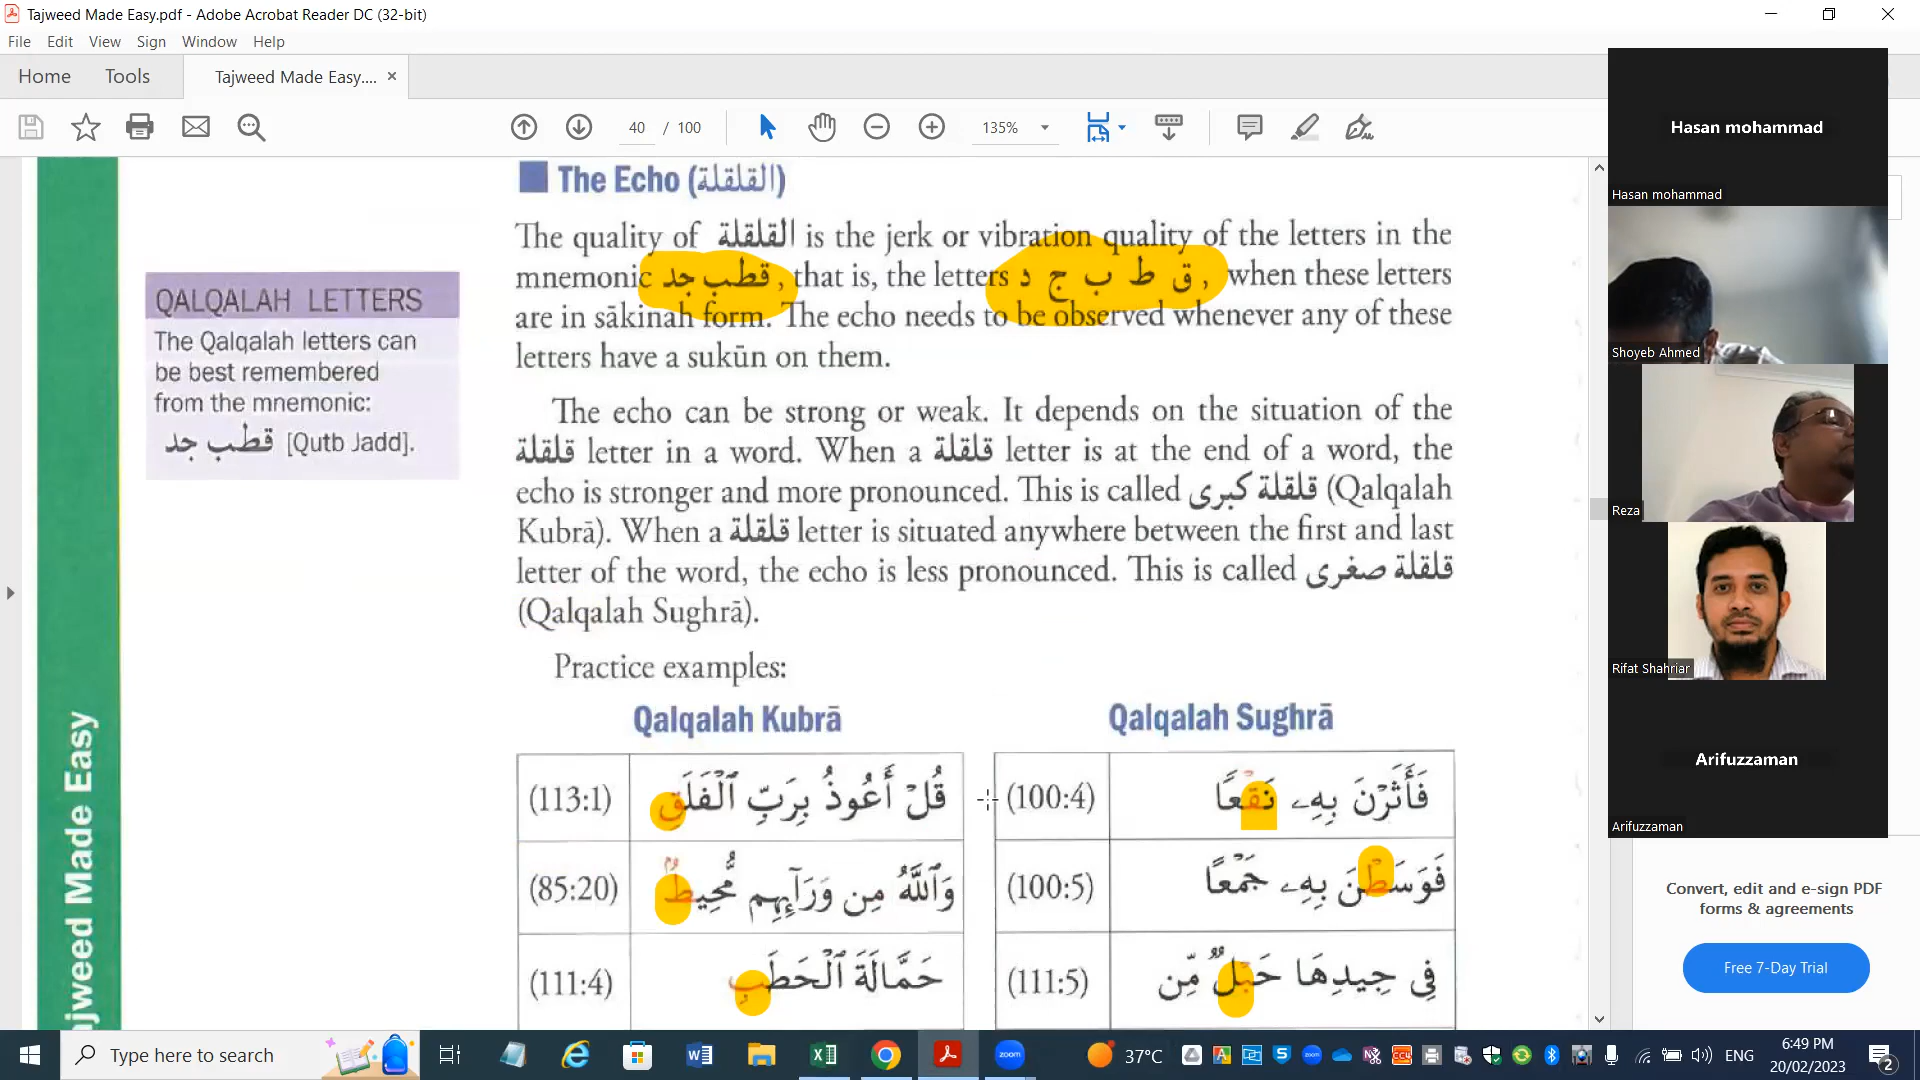 Tajweed Made Easy.pdf - Adobe Acrobat Reader DC (32-bit)
File Edit View Sign Window Help
Home Tools Tajweed Made Easy.... ×
40 / 100 135%
The Echo (القلقلة)
The quality of القلقلة is the jerk or vibration quality of the letters in the
mnemonic قطب جد, that is, the letters ق ط ب ج د, when these letters
are in sākinah form. The echo needs to be observed whenever any of these
letters have a sukūn on them.
QALQALAH LETTERS
The Qalqalah letters can
be best remembered
from the mnemonic:
قطب جد [Qutb Jadd].
The echo can be strong or weak. It depends on the situation of the
قلقلة letter in a word. When a قلقلة letter is at the end of a word, the
echo is stronger and more pronounced. This is called قلقلة كبرى (Qalqalah
Kubrā). When a قلقلة letter is situated anywhere between the first and last
letter of the word, the echo is less pronounced. This is called قلقلة صغرى
(Qalqalah Sughrā).
Practice examples:
Qalqalah Kubrā
(113:1) قُلْ أَعُوذُ بِرَبِّ ٱلْفَلَقِ
(85:20) وَٱللَّهُ مِن وَرَآئِهِم مُّحِيطٌۢ
(111:4) حَمَّالَةَ ٱلْحَطَبِ
Qalqalah Sughrā
(100:4) فَأَثَرْنَ بِهِۦ نَقْعًا
(100:5) فَوَسَطْنَ بِهِۦ جَمْعًا
(111:5) فِى جِيدِهَا حَبْلٌ مِّن
Tajweed Made Easy
Hasan mohammad
Hasan mohammad
Shoyeb Ahmed
Reza
Rifat Shahriar
Arifuzzaman
Arifuzzaman
Convert, edit and e-sign PDF
forms & agreements
Free 7-Day Trial
Type here to search
zoom
37°C
ENG
6:49 PM
20/02/2023
2